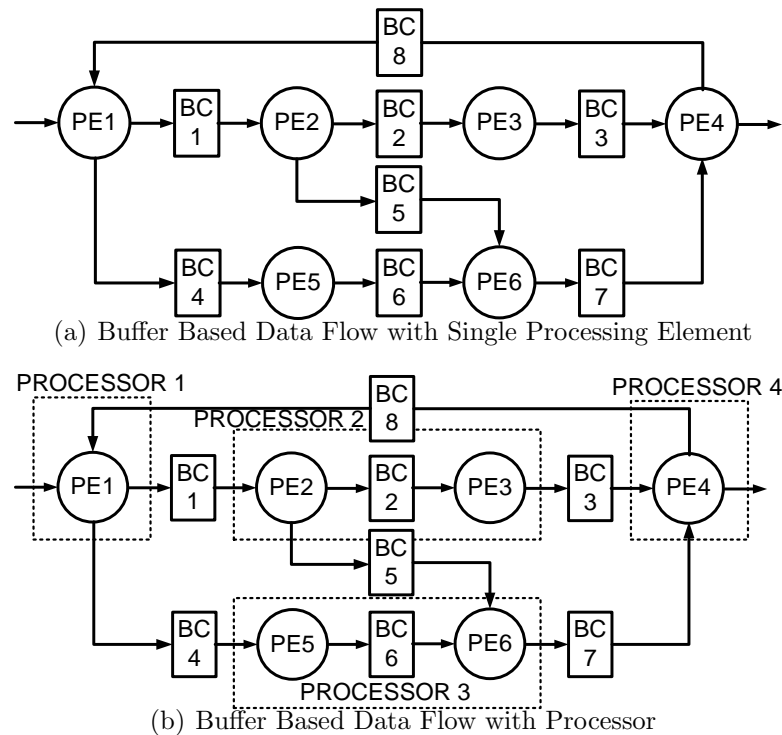 BC
8
PE1
BC
1
PE2
BC
2
PE3
BC
3
PE4
BC
5
BC
4
PE5
BC
6
PE6
BC
7
(a) Buffer Based Data Flow with Single Processing Element
PROCESSOR 1
PROCESSOR 2
BC
8
PROCESSOR 4
PE1
BC
1
PE2
BC
2
PE3
BC
3
PE4
BC
5
BC
4
PE5
BC
6
PE6
BC
7
PROCESSOR 3
(b) Buffer Based Data Flow with Processor